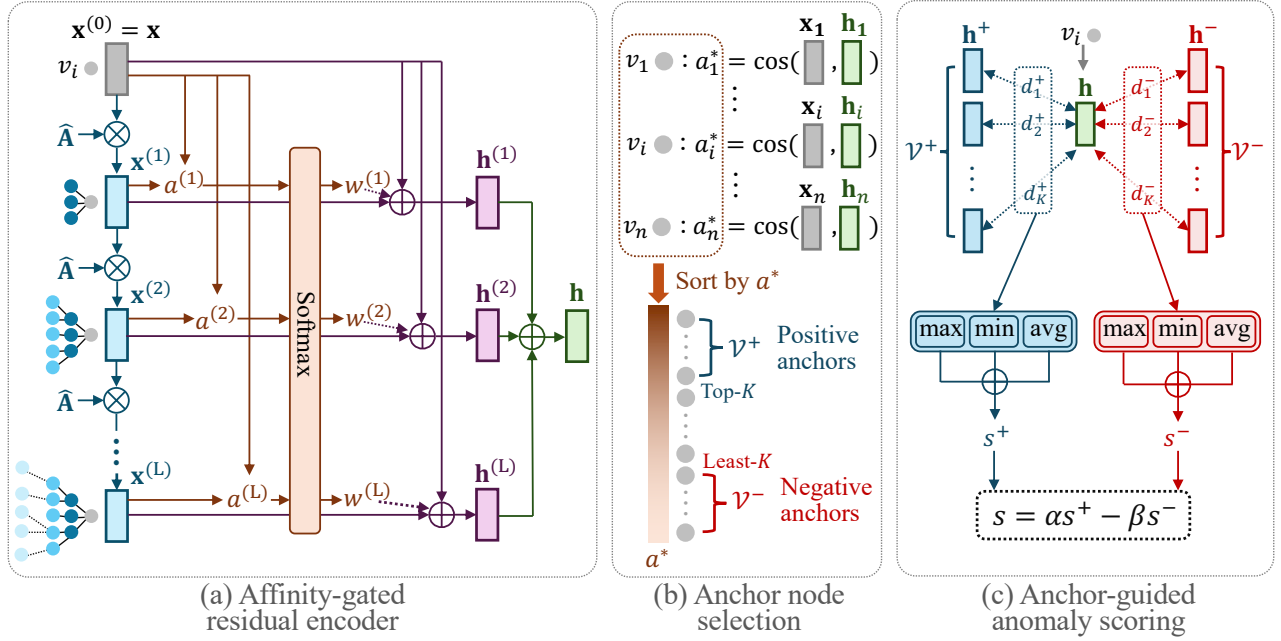 x⁽⁰⁾ = x
vᵢ
Â
x⁽¹⁾
a⁽¹⁾
w⁽¹⁾
h⁽¹⁾
Â
x⁽²⁾
a⁽²⁾
Softmax
w⁽²⁾
h⁽²⁾
h
Â
x⁽ᴸ⁾
a⁽ᴸ⁾
w⁽ᴸ⁾
h⁽ᴸ⁾
(a) Affinity-gated
residual encoder
x₁ h₁
v₁ : a₁* = cos( , )
⋮ ⋮
xᵢ hᵢ
vᵢ : aᵢ* = cos( , )
⋮ ⋮
xₙ hₙ
vₙ : aₙ* = cos( , )
Sort by a*
𝒱⁺ Positive
anchors
Top-K
Least-K
𝒱⁻ Negative
anchors
a*
(b) Anchor node
selection
h⁺ vᵢ h⁻
h
d₁⁺ d₁⁻
d₂⁺ d₂⁻
𝒱⁺ 𝒱⁻
⋮ ⋮
d_K⁺ d_K⁻
max min avg max min avg
s⁺ s⁻
s = αs⁺ − βs⁻
(c) Anchor-guided
anomaly scoring